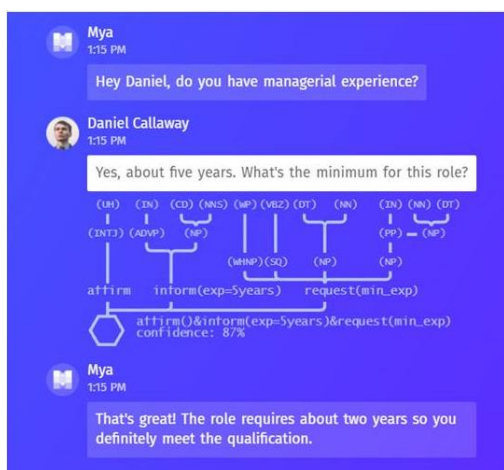 Mya
1:15 PM
Hey Daniel, do you have managerial experience?
Daniel Callaway
1:15 PM
Yes, about five years. What's the minimum for this role?
(UH) (IN) (CD) (NNS) (WP) (VBZ) (DT) (NN) (IN) (NN) (DT)
(INTJ) (ADVP) (NP) (PP) (NP)
(WHNP) (SQ) (NP) (NP)
affirm inform(exp=5years) request(min_exp)
affirm()&inform(exp=5years)&request(min_exp)
confidence: 87%
Mya
1:15 PM
That's great! The role requires about two years so you
definitely meet the qualification.